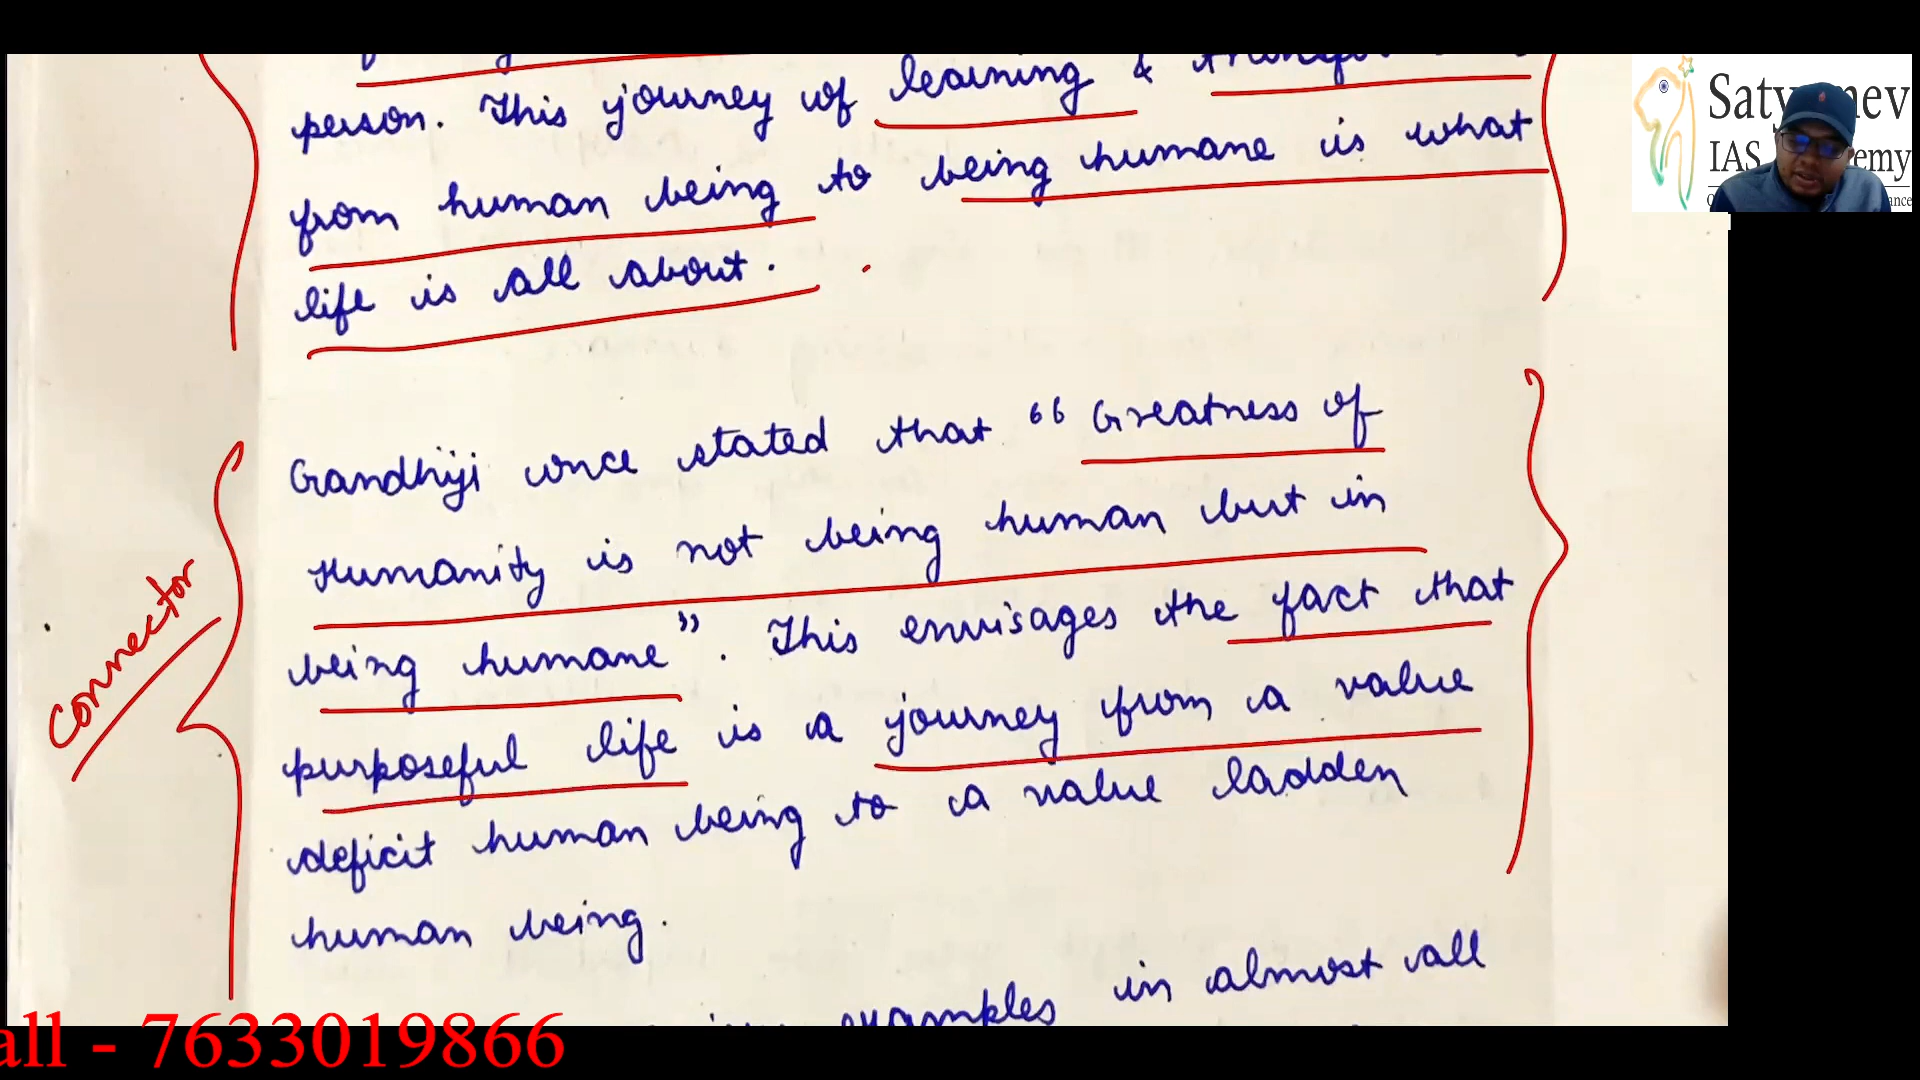 person. This journey of learning &
from human being to being humane is what
life is all about.
Gandhiji once stated that “Greatness of
Humanity is not being human but in
being humane”. This envisages the fact that
purposeful life is a journey from a value
deficit human being to a value ladden
human being.
examples in almost all
Connector
IAS
all - 7633019866